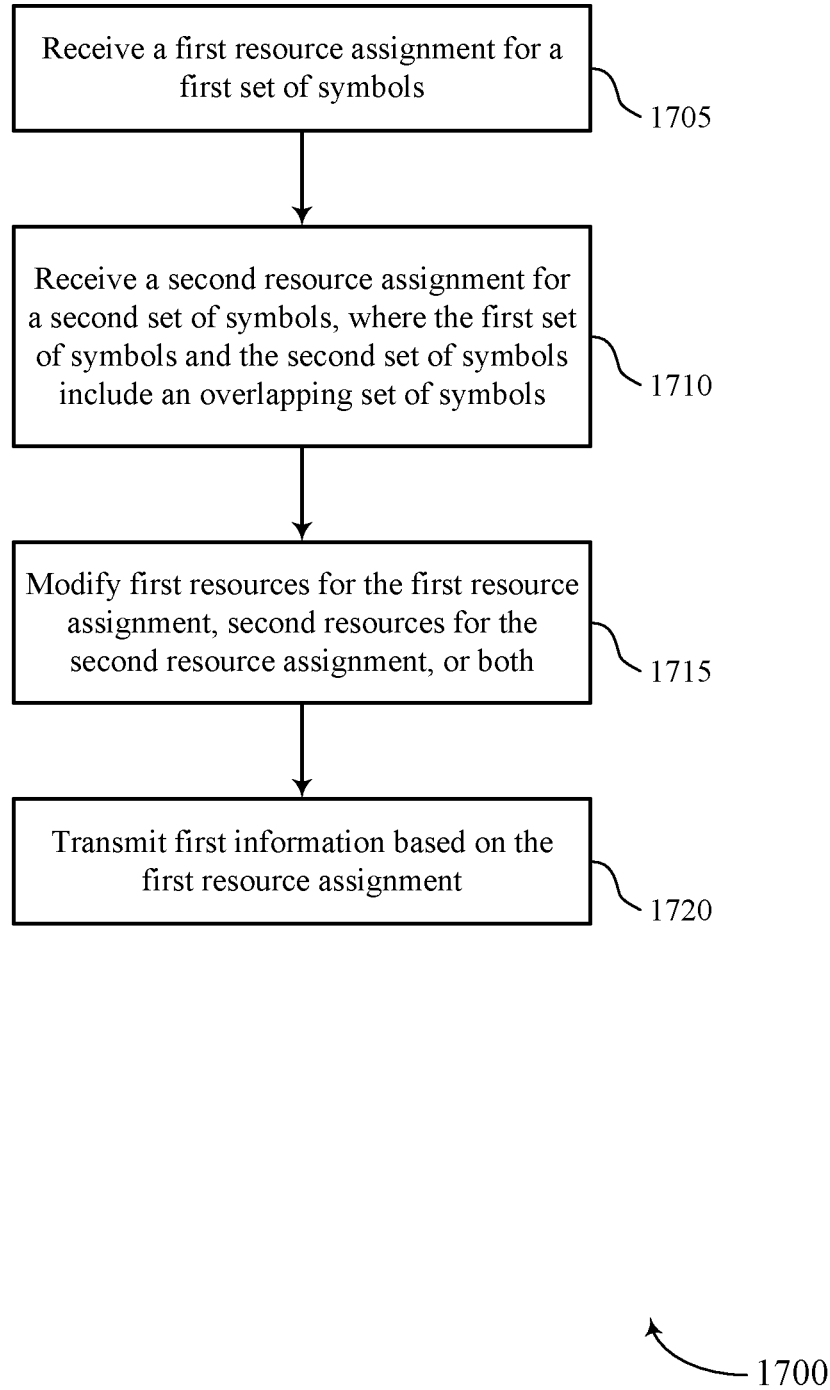 Receive a first resource assignment for a
first set of symbols
1705
Receive a second resource assignment for
a second set of symbols, where the first set
of symbols and the second set of symbols
include an overlapping set of symbols
1710
Modify first resources for the first resource
assignment, second resources for the
second resource assignment, or both
1715
Transmit first information based on the
first resource assignment
1720
1700